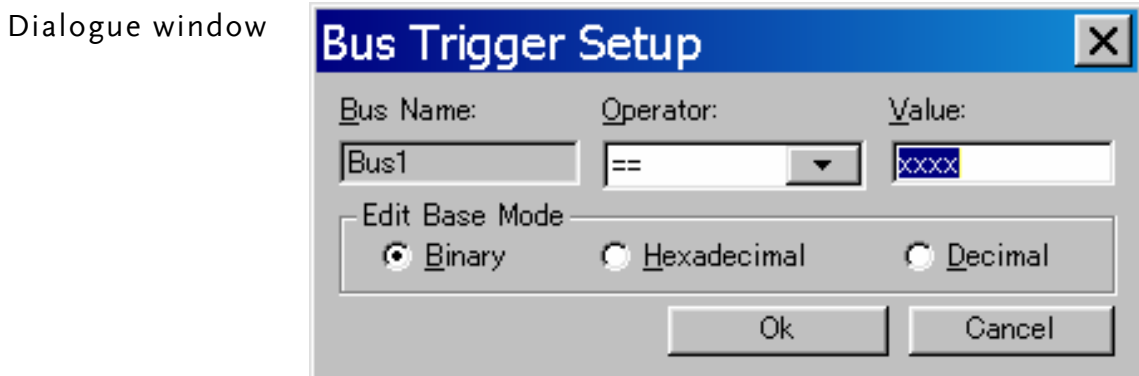 Dialogue window
Bus Trigger Setup
Bus Name: Operator: Value:
Bus1 == xxxx
Edit Base Mode
Binary Hexadecimal Decimal
Ok Cancel